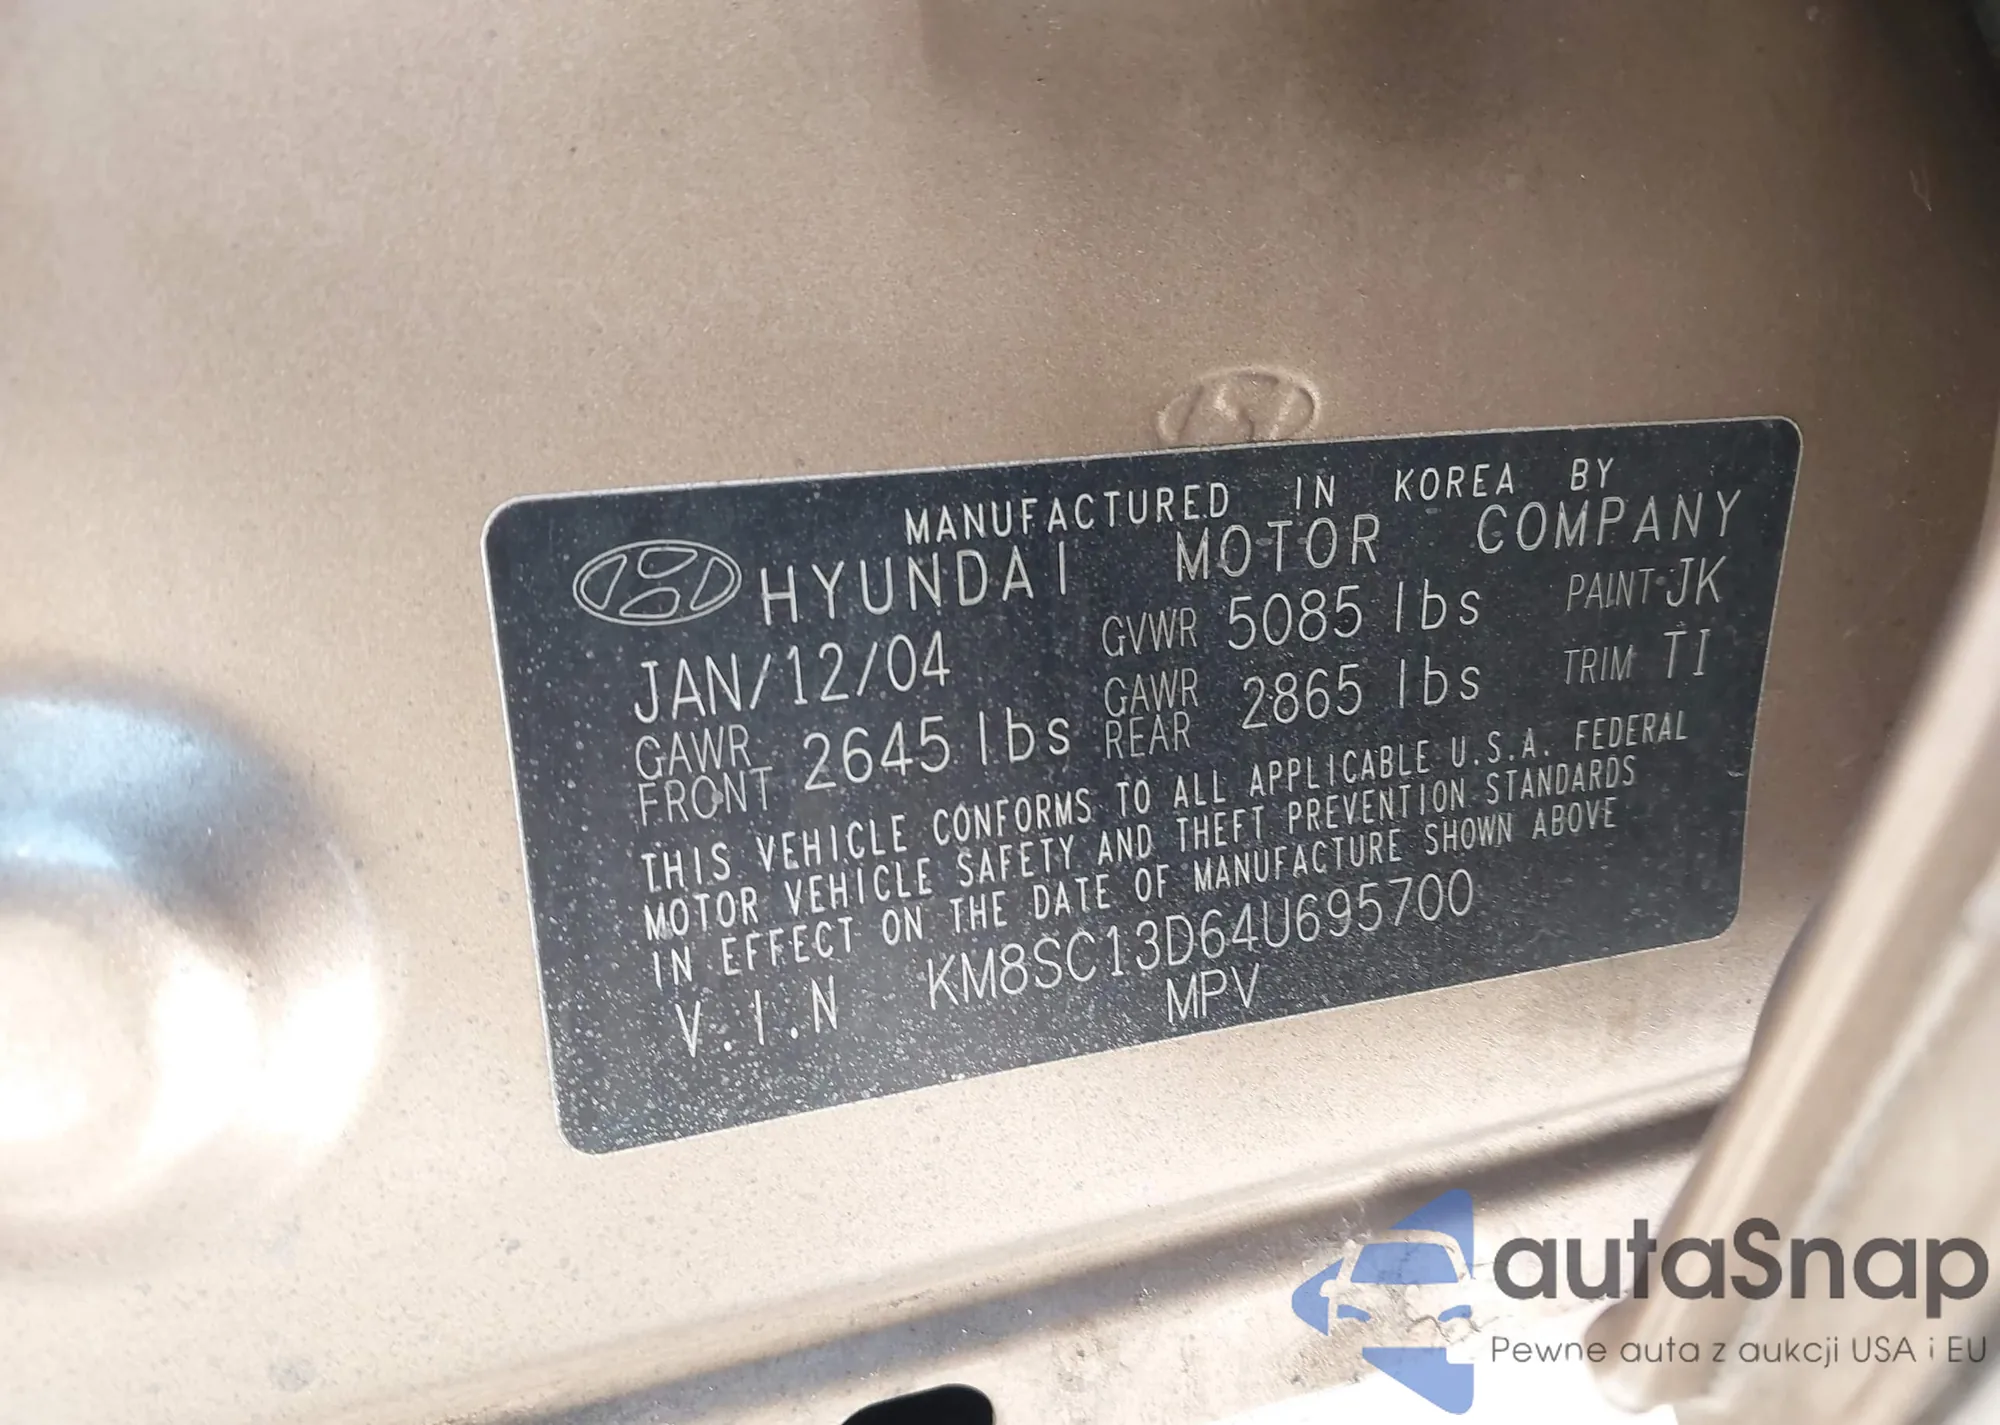 MANUFACTURED IN KOREA BY
HYUNDAI MOTOR COMPANY
JAN/12/04 GVWR 5085 lbs PAINT JK
GAWR FRONT 2645 lbs GAWR REAR 2865 lbs TRIM TI
THIS VEHICLE CONFORMS TO ALL APPLICABLE U.S.A. FEDERAL
MOTOR VEHICLE SAFETY AND THEFT PREVENTION STANDARDS
IN EFFECT ON THE DATE OF MANUFACTURE SHOWN ABOVE
V.I.N KM8SC13D64U695700
MPV
autaSnap
Pewne auta z aukcji USA i EU